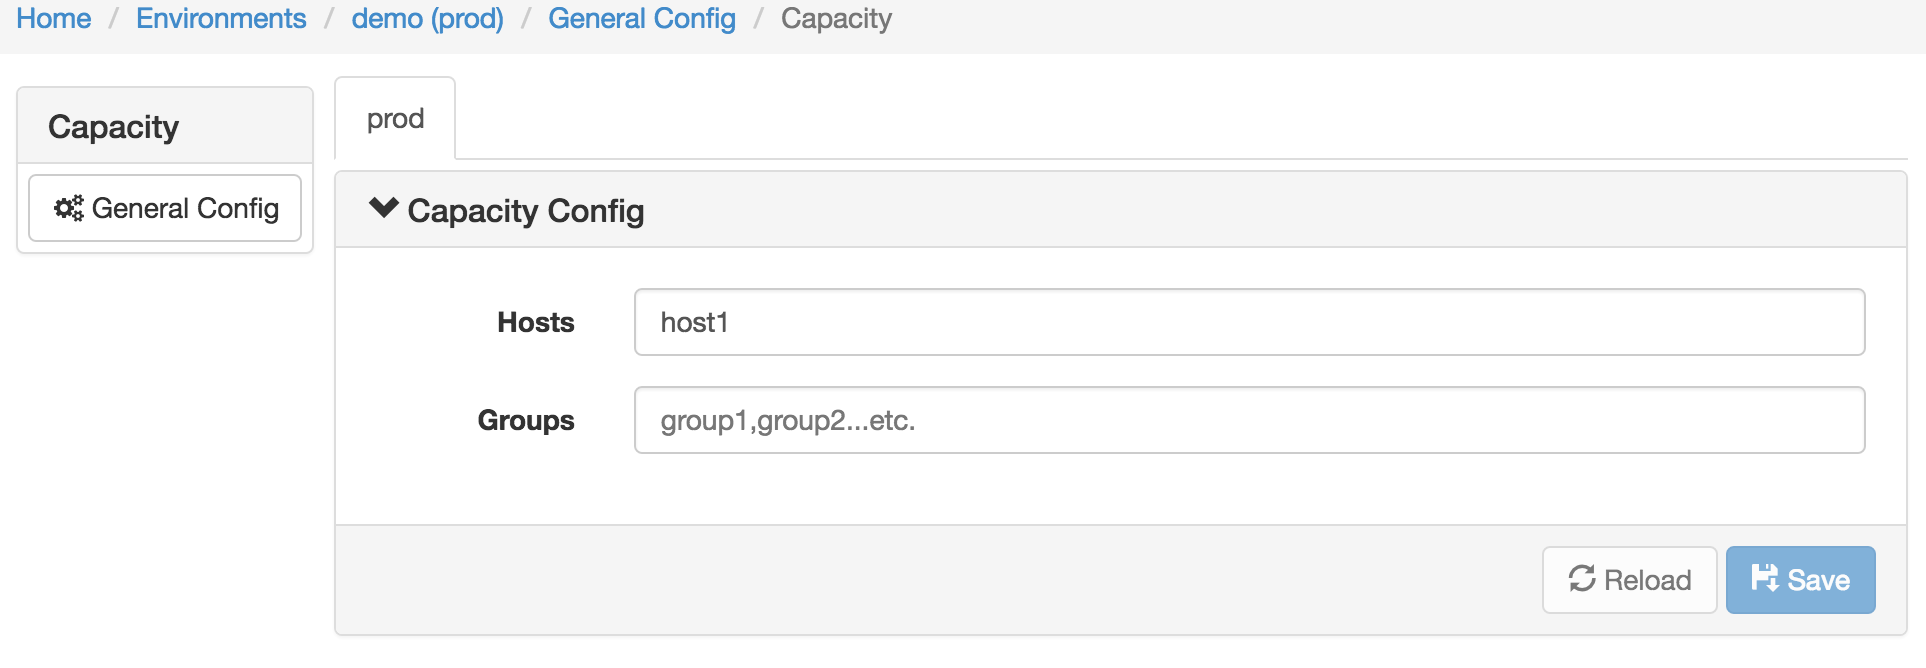 Home / Environments / demo (prod) / General Config / Capacity
Capacity
General Config
prod
Capacity Config
Hosts host1
Groups group1,group2...etc.
Reload Save